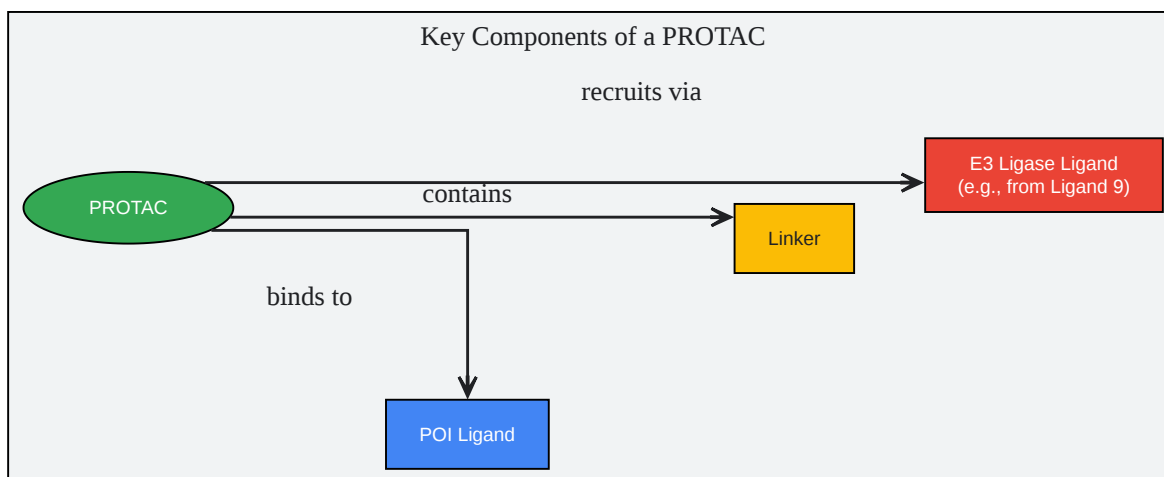 Key Components of a PROTAC
recruits via
E3 Ligase Ligand
(e.g., from Ligand 9)
contains
PROTAC
Linker
binds to
POI Ligand